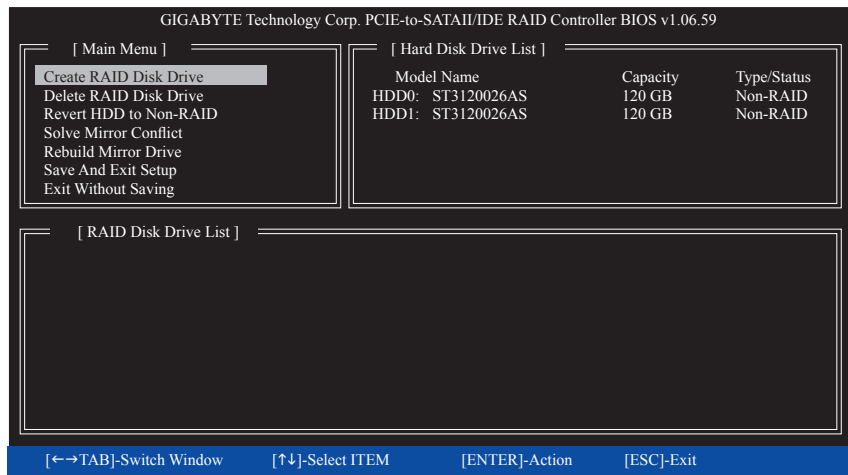 GIGABYTE Technology Corp. PCIE-to-SATAII/IDE RAID Controller BIOS v1.06.59
[ Main Menu ]
Create RAID Disk Drive
Delete RAID Disk Drive
Revert HDD to Non-RAID
Solve Mirror Conflict
Rebuild Mirror Drive
Save And Exit Setup
Exit Without Saving
[ Hard Disk Drive List ]
Model Name Capacity Type/Status
HDD0: ST3120026AS 120 GB Non-RAID
HDD1: ST3120026AS 120 GB Non-RAID
[ RAID Disk Drive List ]
[←→TAB]-Switch Window [↑↓]-Select ITEM [ENTER]-Action [ESC]-Exit